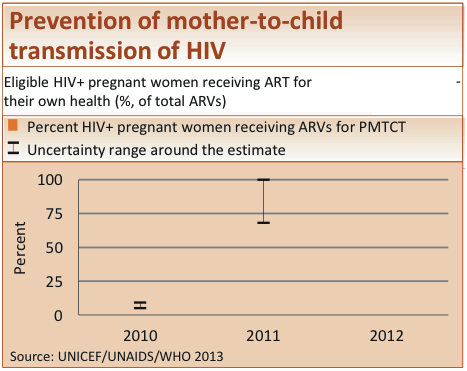 Prevention of mother-to-child
transmission of HIV
Eligible HIV+ pregnant women receiving ART for -
their own health (%, of total ARVs)
Percent HIV+ pregnant women receiving ARVs for PMTCT
Uncertainty range around the estimate
Percent
100
75
50
25
0
2010 2011 2012
Source: UNICEF/UNAIDS/WHO 2013